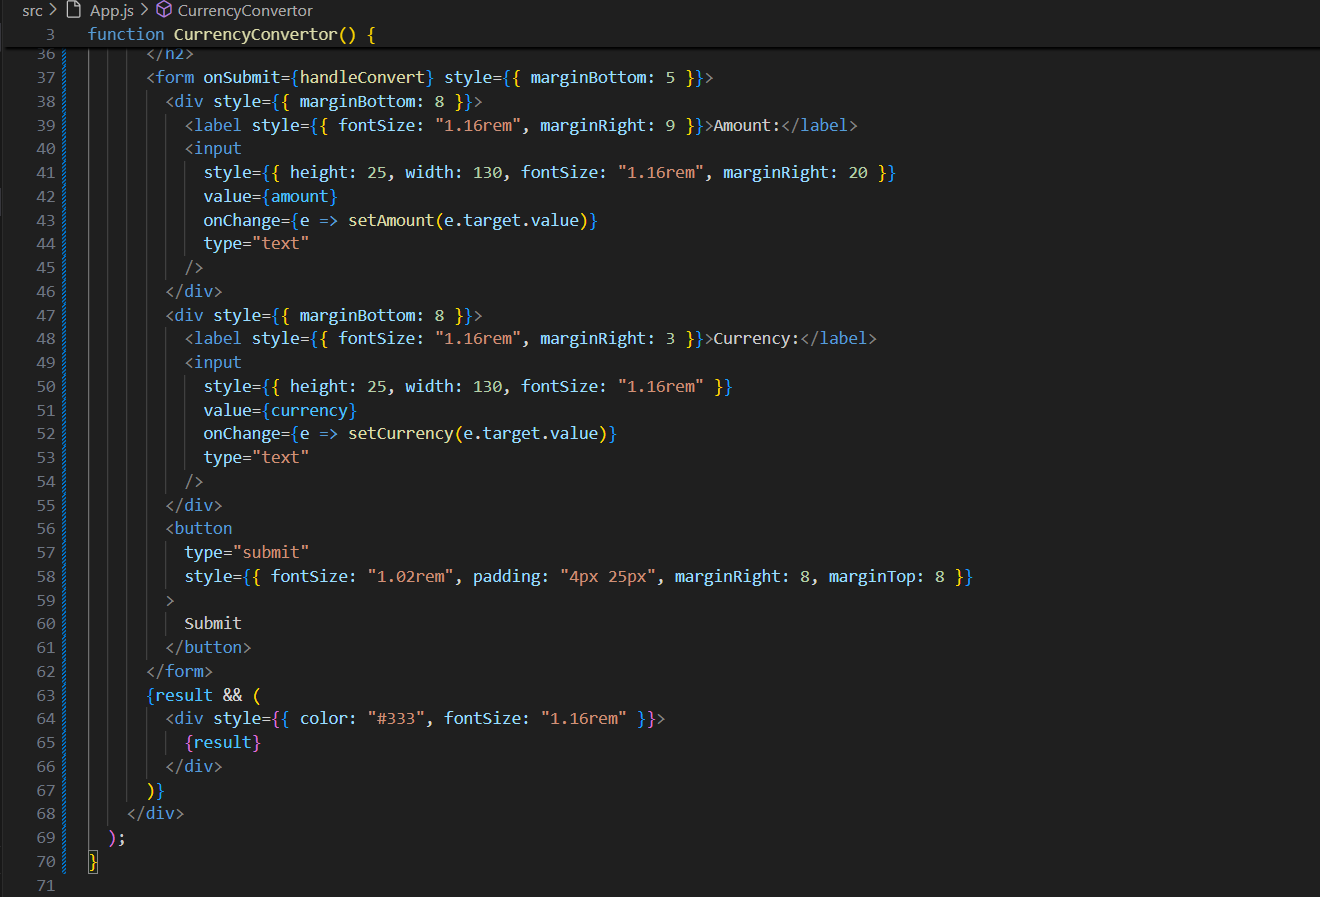 src > App.js > CurrencyConvertor
3 function CurrencyConvertor() {
36 </h2>
37 <form onSubmit={handleConvert} style={{ marginBottom: 5 }}>
38 <div style={{ marginBottom: 8 }}>
39 <label style={{ fontSize: "1.16rem", marginRight: 9 }}>Amount:</label>
40 <input
41 style={{ height: 25, width: 130, fontSize: "1.16rem", marginRight: 20 }}
42 value={amount}
43 onChange={e => setAmount(e.target.value)}
44 type="text"
45 />
46 </div>
47 <div style={{ marginBottom: 8 }}>
48 <label style={{ fontSize: "1.16rem", marginRight: 3 }}>Currency:</label>
49 <input
50 style={{ height: 25, width: 130, fontSize: "1.16rem" }}
51 value={currency}
52 onChange={e => setCurrency(e.target.value)}
53 type="text"
54 />
55 </div>
56 <button
57 type="submit"
58 style={{ fontSize: "1.02rem", padding: "4px 25px", marginRight: 8, marginTop: 8 }}
59 >
60 Submit
61 </button>
62 </form>
63 {result && (
64 <div style={{ color: "#333", fontSize: "1.16rem" }}>
65 {result}
66 </div>
67 )}
68 </div>
69 );
70 }
71